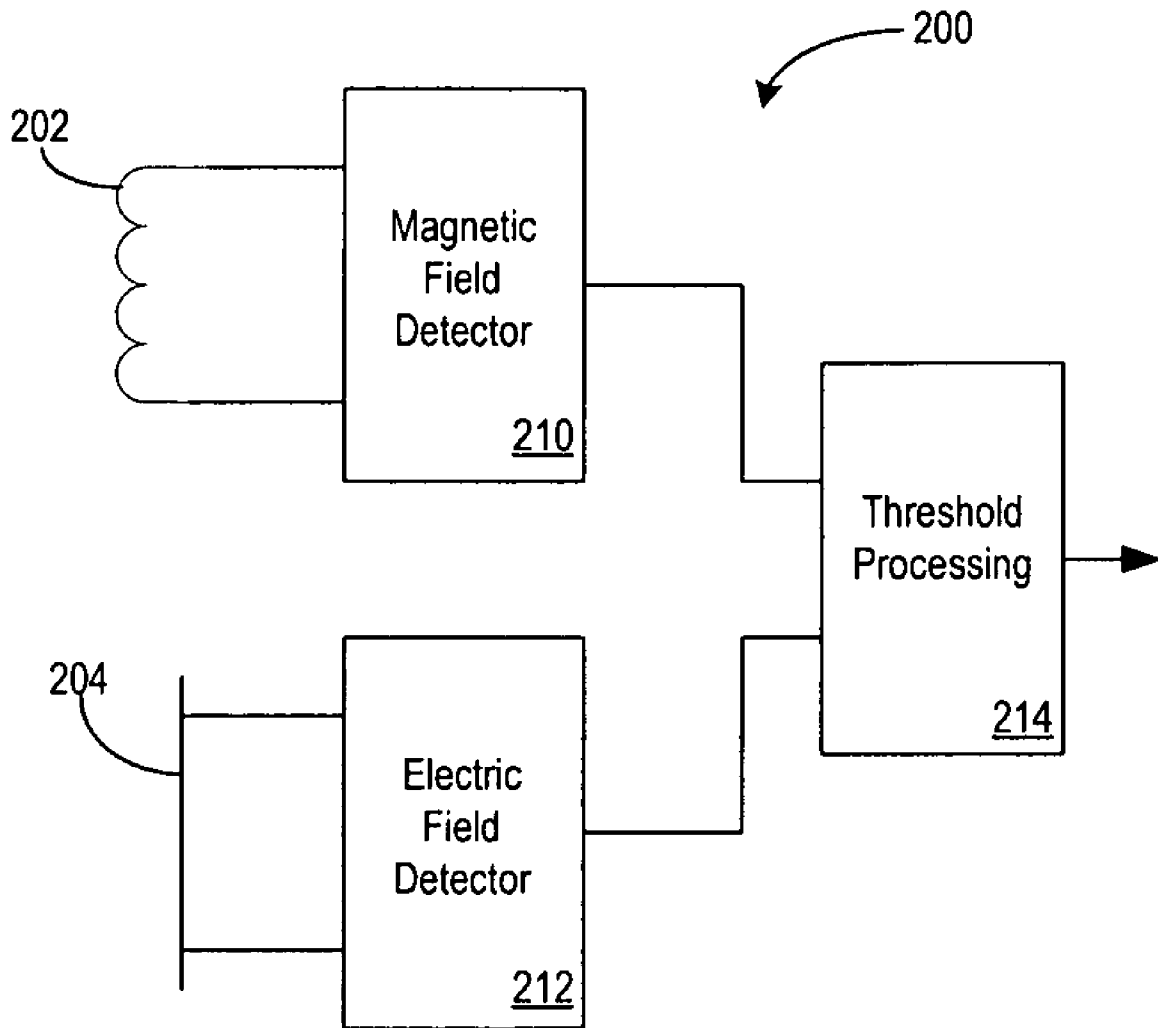 200
202
Magnetic
Field
Detector
210
Threshold
Processing
214
204
Electric
Field
Detector
212